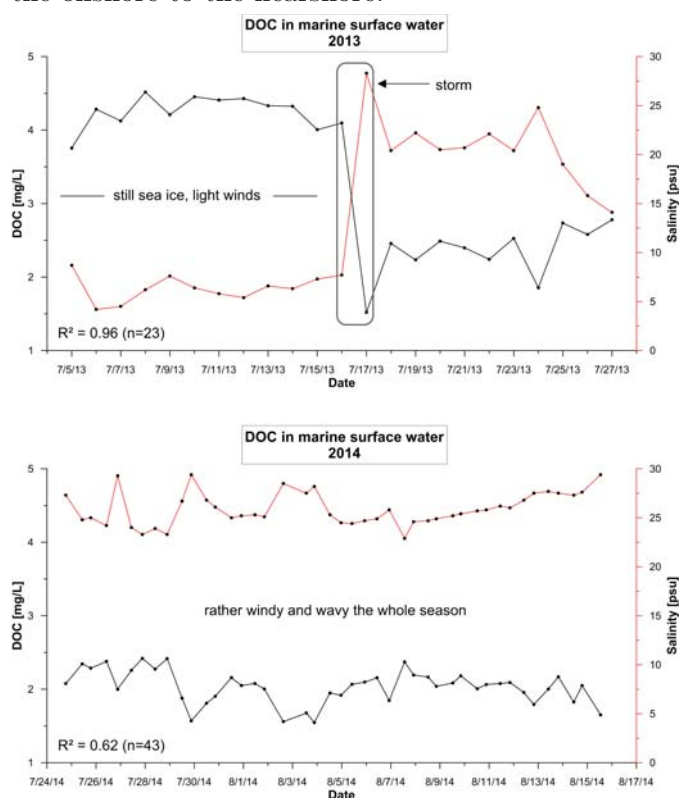 the offshore to the nearshore.
DOC in marine surface water
2013
5
4
3
2
1
DOC [mg/L]
30
25
20
15
10
5
0
Salinity [psu]
storm
still sea ice, light winds
R² = 0.96 (n=23)
7/5/13 7/7/13 7/9/13 7/11/13 7/13/13 7/15/13 7/17/13 7/19/13 7/21/13 7/23/13 7/25/13 7/27/13
Date
DOC in marine surface water
2014
5
4
3
2
1
DOC [mg/L]
30
25
20
15
10
5
0
Salinity [psu]
rather windy and wavy the whole season
R² = 0.62 (n=43)
7/24/14 7/26/14 7/28/14 7/30/14 8/1/14 8/3/14 8/5/14 8/7/14 8/9/14 8/11/14 8/13/14 8/15/14 8/17/14
Date